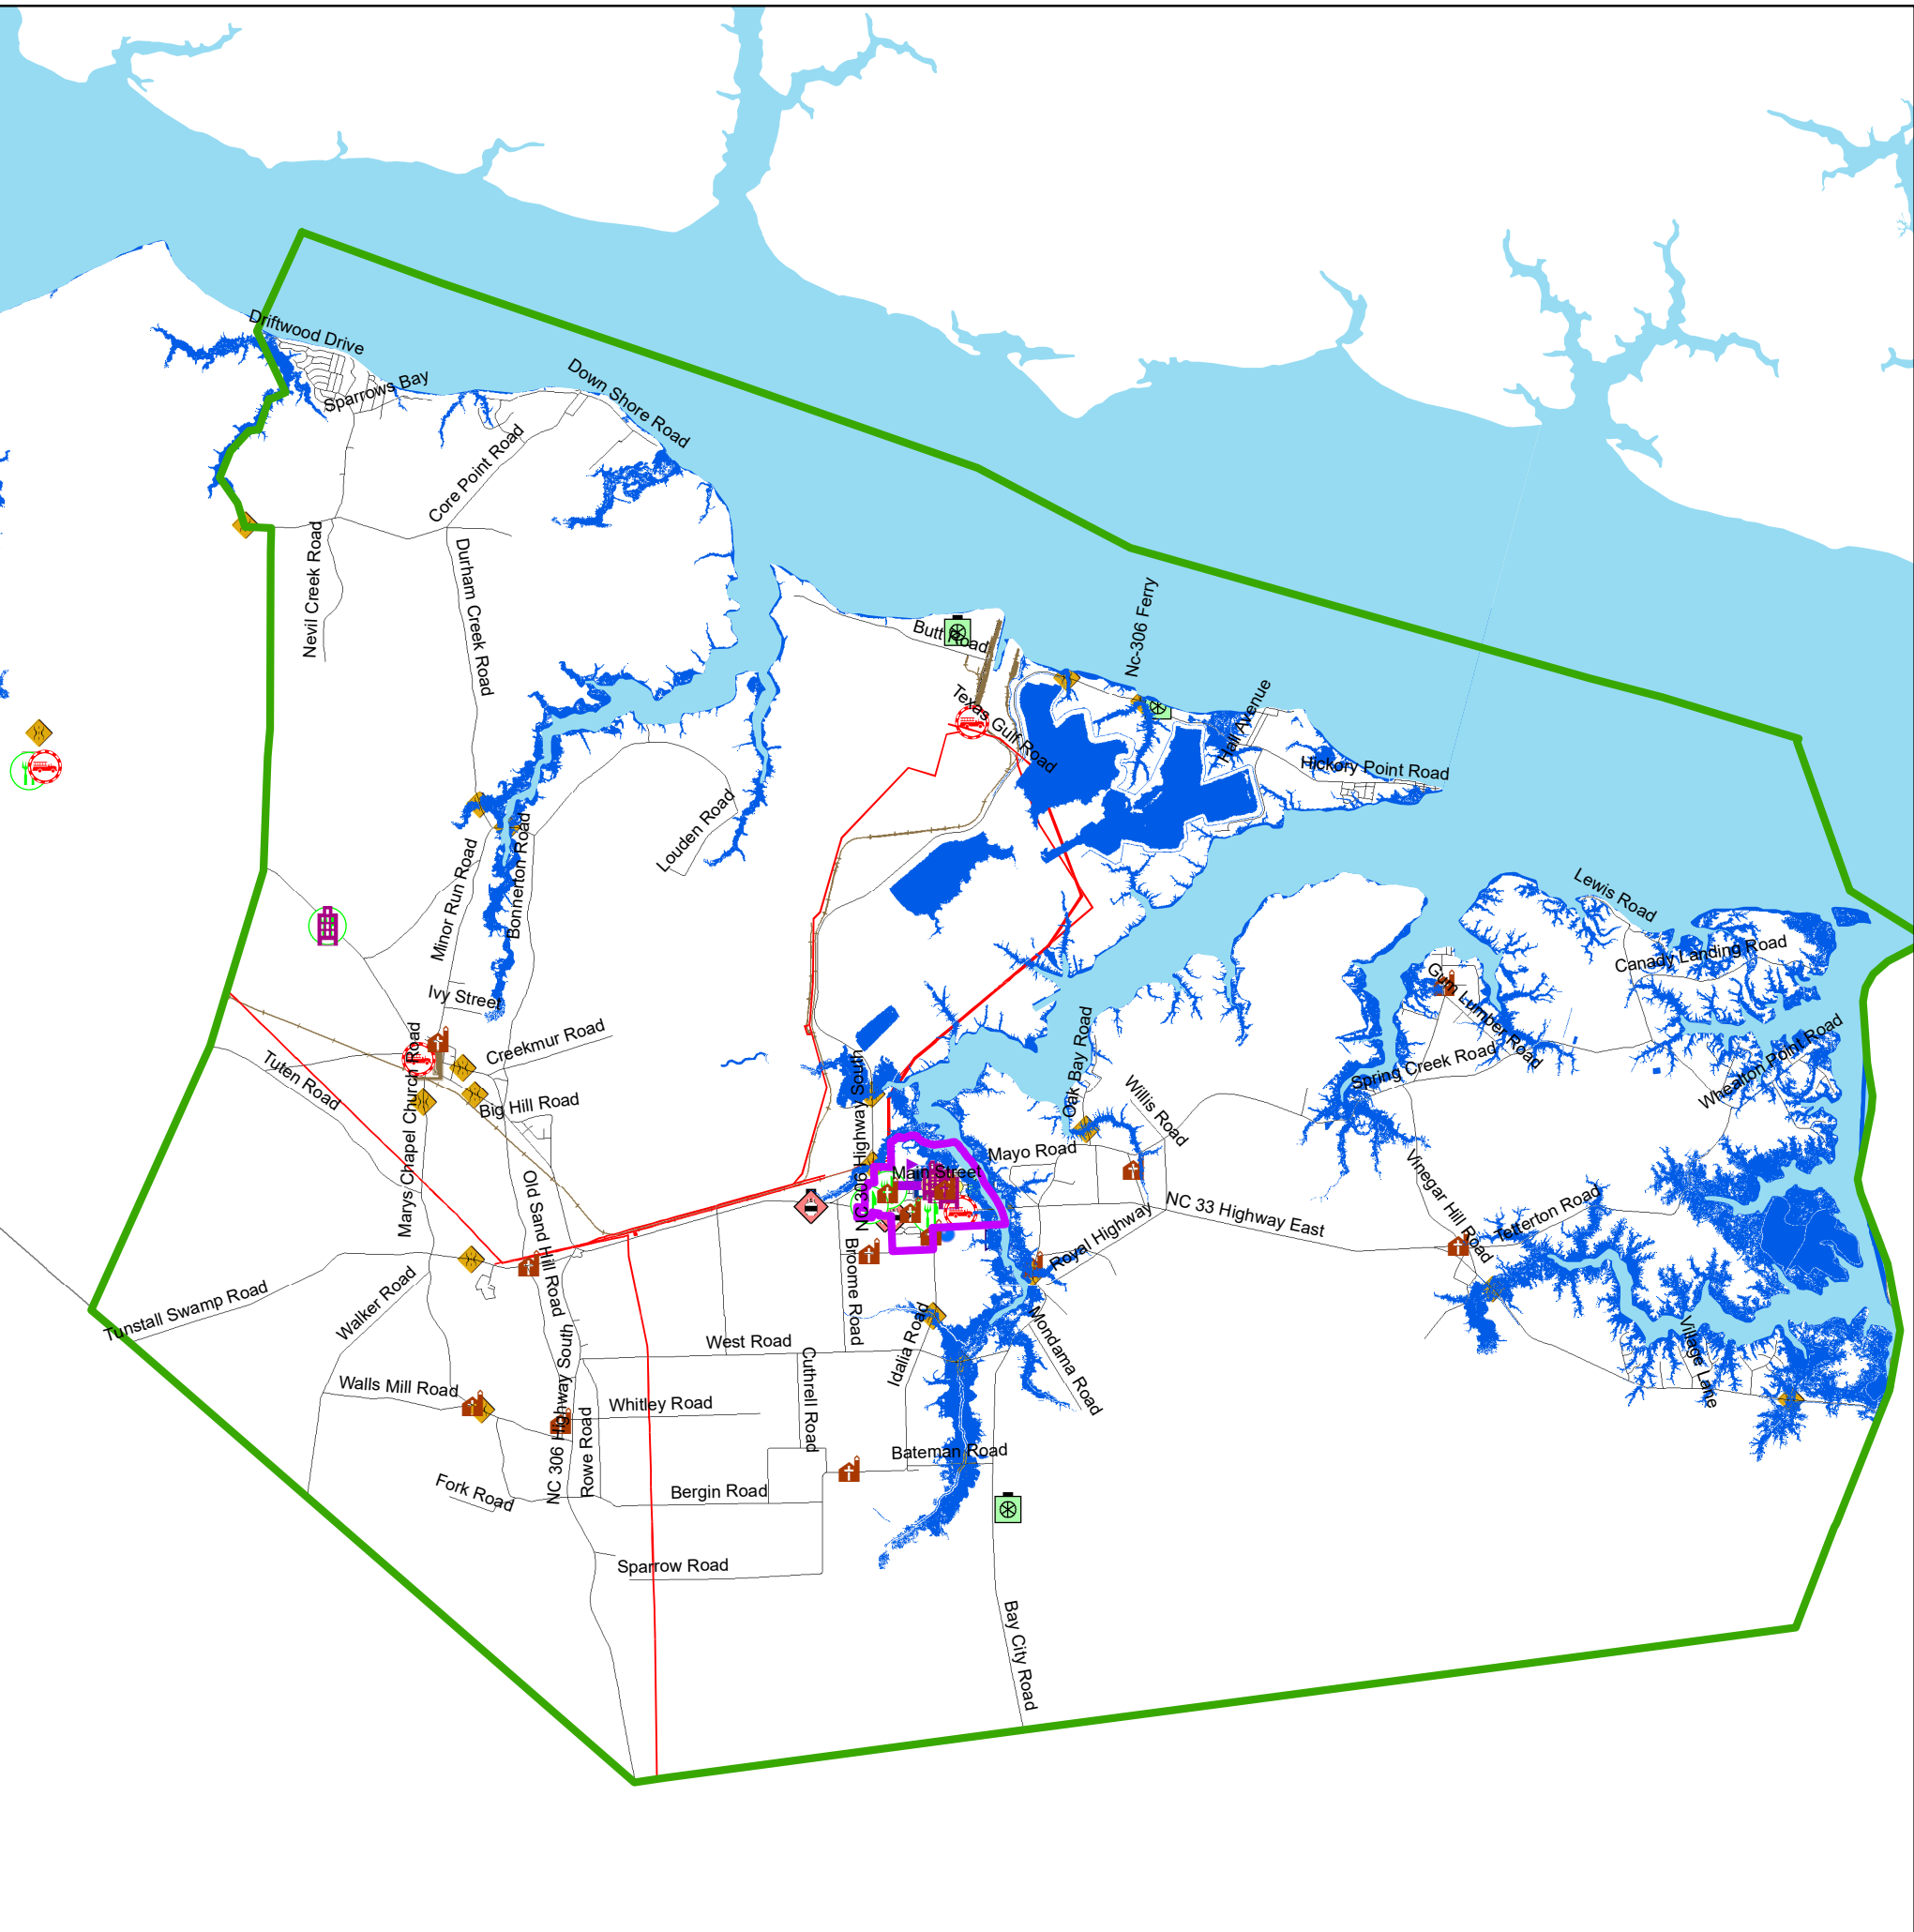 Driftwood Drive
Sparrows Bay
Down Shore Road
Core Point Road
Nevil Creek Road
Durham Creek Road
Nc-306 Ferry
Butt Road
Texas Gulf Road
Hall Avenue
Hickory Point Road
Louden Road
Minor Run Road
Bonnerton Road
Lewis Road
Canady Landing Road
Gum Lumber Road
Ivy Street
Creekmur Road
Spring Creek Road
Wheaton Point Road
Oak Bay Road
Tuten Road
Marys Chapel Church Road
Big Hill Road
Willis Road
NC 306 Highway South
Mayo Road
Main Street
Vinegar Hill Road
Old Sand Hill Road
NC 33 Highway East
Tetterton Road
Royal Highway
Broome Road
Tunstall Swamp Road
Walker Road
Idalia Road
Mondama Road
Village Lane
West Road
Cuthrell Road
Walls Mill Road
NC 306 Highway South
Whitley Road
Rowe Road
Bateman Road
Fork Road
Bergin Road
Sparrow Road
Bay City Road